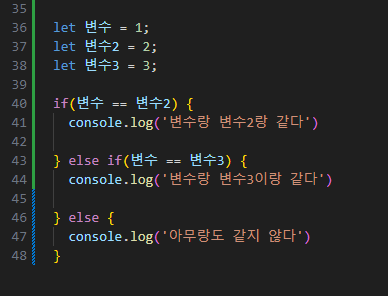 35
36 let 변수 = 1;
37 let 변수2 = 2;
38 let 변수3 = 3;
39
40 if(변수 == 변수2) {
41 console.log('변수랑 변수2랑 같다')
42
43 } else if(변수 == 변수3) {
44 console.log('변수랑 변수3이랑 같다')
45
46 } else {
47 console.log('아무랑도 같지 않다')
48 }